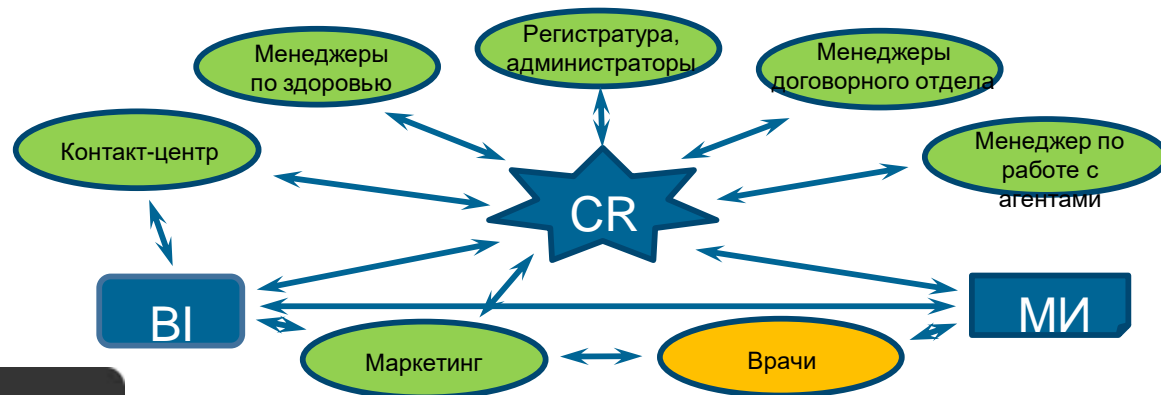 Менеджеры
по здоровью
Регистратура,
администраторы
Менеджеры
договорного отдела
Контакт-центр
Менеджер по
работе с
агентами
CR
BI
МИ
Маркетинг
Врачи